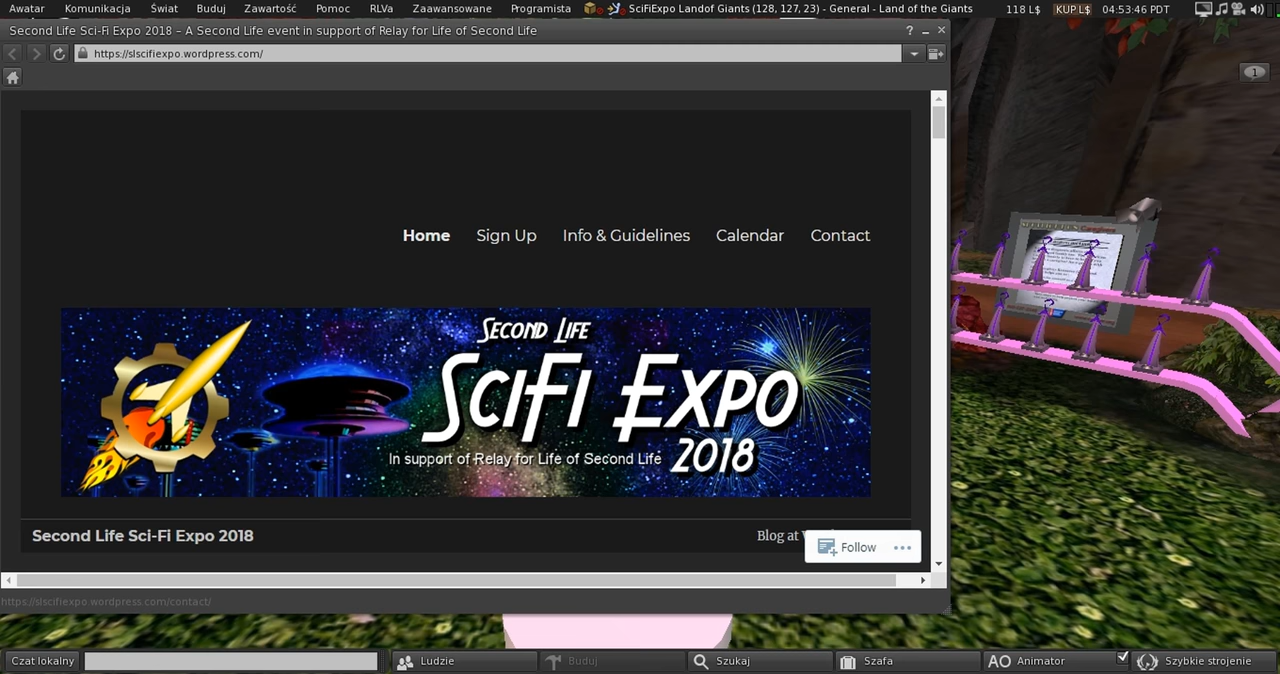 Awatar Komunikacja Świat Buduj Zawartość Pomoc RLVa Zaawansowane Programista SciFiExpo Landof Giants (128, 127, 23) - General - Land of the Giants 118 L$ KUP L$ 04:53:46 PDT
Second Life Sci-Fi Expo 2018 – A Second Life event in support of Relay for Life of Second Life ?
https://slscifiexpo.wordpress.com/
1
Home Sign Up Info & Guidelines Calendar Contact
Second Life
SciFi Expo
2018
In support of Relay for Life of Second Life
Second Life Sci-Fi Expo 2018 Blog at
Follow
https://slscifiexpo.wordpress.com/contact/
Czat lokalny Ludzie Buduj Szukaj Szafa AO Animator Szybkie strojenie